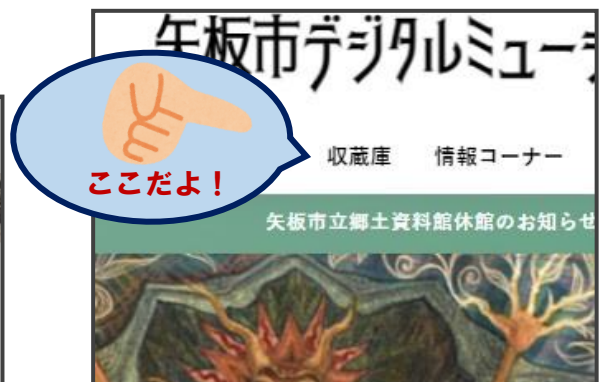 矢板市デジタルミュー
ここだよ！
収蔵庫 情報コーナー
矢板市立郷土資料館休館のお知らせ